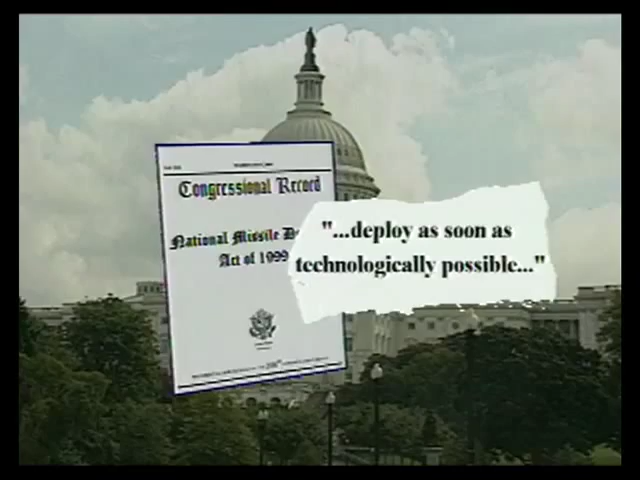 Congressional Record
National Missile De
Act of 1999
"...deploy as soon as
technologically possible..."